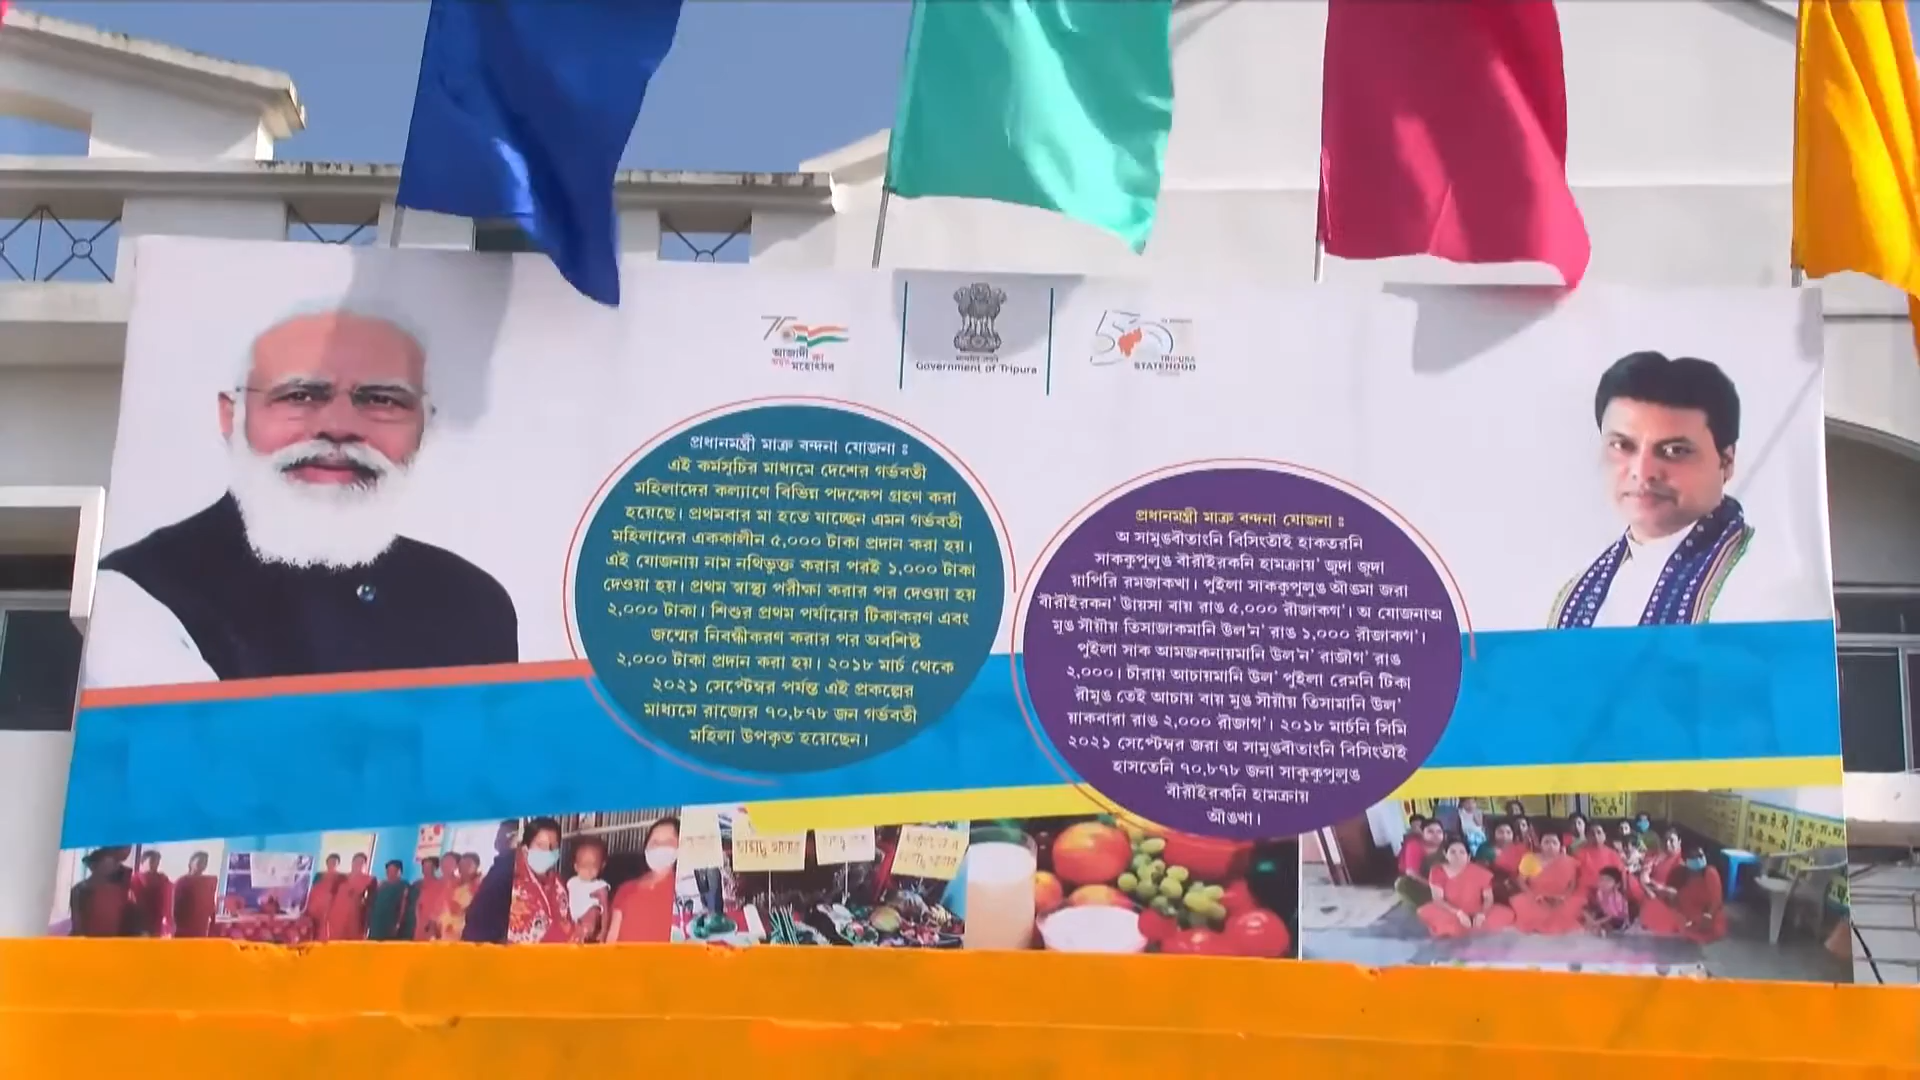 75
আজাদী কা
অমৃত মহোৎসব
Government of Tripura
50
TRIPURA
STATEHOOD
প্রধানমন্ত্রী মাতৃ বন্দনা যোজনা :
এই কর্মসূচির মাধ্যমে দেশের গর্ভবতী
মহিলাদের কল্যাণে বিভিন্ন পদক্ষেপ গ্রহণ করা
হয়েছে। প্রথমবার মা হতে যাচ্ছেন এমন গর্ভবতী
মহিলাদের এককালীন ৫,০০০ টাকা প্রদান করা হয়।
এই যোজনায় নাম নথিভুক্ত করার পরই ১,০০০ টাকা
দেওয়া হয়। প্রথম স্বাস্থ্য পরীক্ষা করার পর দেওয়া হয়
২,০০০ টাকা। শিশুর প্রথম পর্যায়ের টিকাকরণ এবং
জন্মের নিবন্ধীকরণ করার পর অবশিষ্ট
২,০০০ টাকা প্রদান করা হয়। ২০১৮ মার্চ থেকে
২০২১ সেপ্টেম্বর পর্যন্ত এই প্রকল্পের
মাধ্যমে রাজ্যের ৭০,৮৭৮ জন গর্ভবতী
মহিলা উপকৃত হয়েছেন।
প্রধানমন্ত্রী মাতৃ বন্দনা যোজনা :
অ সামুঙবীতাংনি বিসিংতীই হাকতরনি
সাককুপুলুঙ বীরীইরকনি হামক্রায়' জুদা জুদা
য়াপিরি রমজাকখা। পুইলা সাককুপুলুঙ আঁঙমা জরা
বীরীইরকন' উায়সা বায় রাঙ ৫,০০০ রীজাকগ'। অ যোজনাঅ
মুঙ সীয়ীয় তিসাজাকমানি উল'ন' রাঙ ১,০০০ রীজাকগ'।
পুইলা সাক আমজকনায়মানি উল'ন' রাজীগ' রাঙ
২,০০০। চীরায় আচায়মানি উল' পুইলা রেমনি টিকা
রীমুঙ তেই আচায় বায় মুঙ সীয়ীয় তিসামানি উল'
য়াকবারা রাঙ ২,০০০ রীজাগ'। ২০১৮ মার্চনি সিমি
২০২১ সেপ্টেম্বর জরা অ সামুঙবীতাংনি বিসিংতীই
হাসতেনি ৭০,৮৭৮ জনা সাকুকুপুলুঙ
বীরীইরকনি হামক্রায়
আঁঙখা।